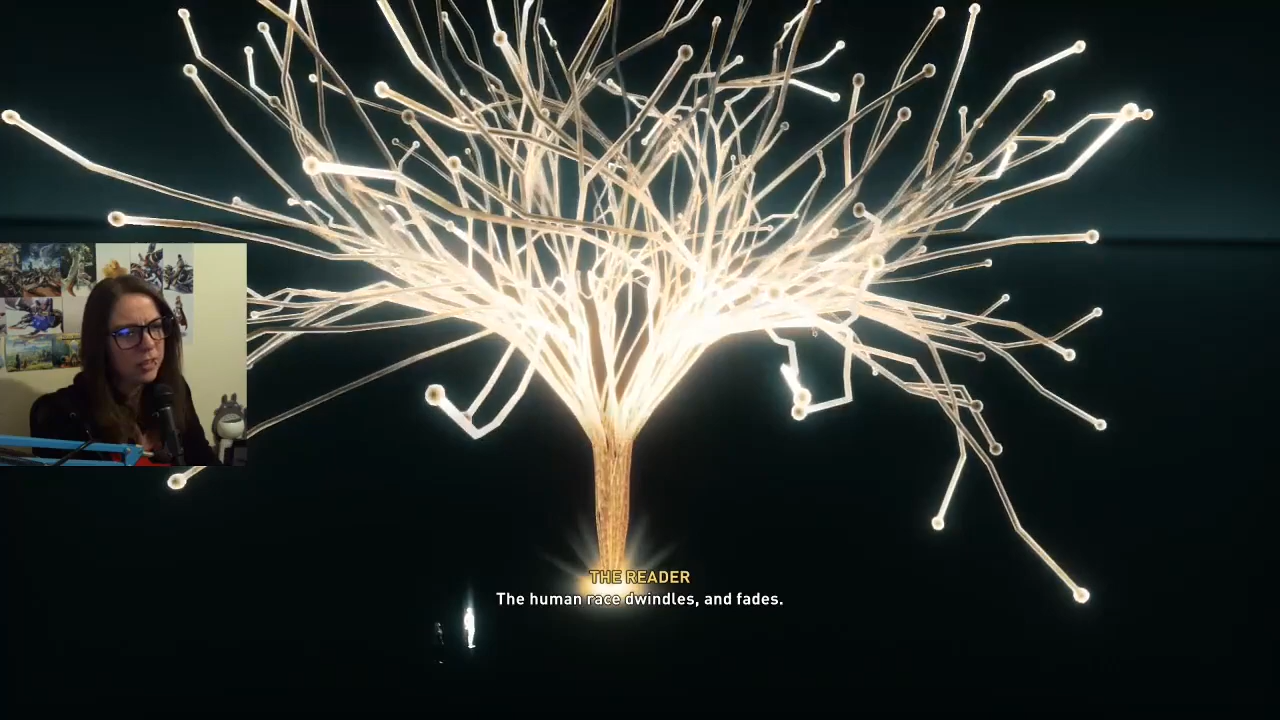 THE READER
The human race dwindles, and fades.